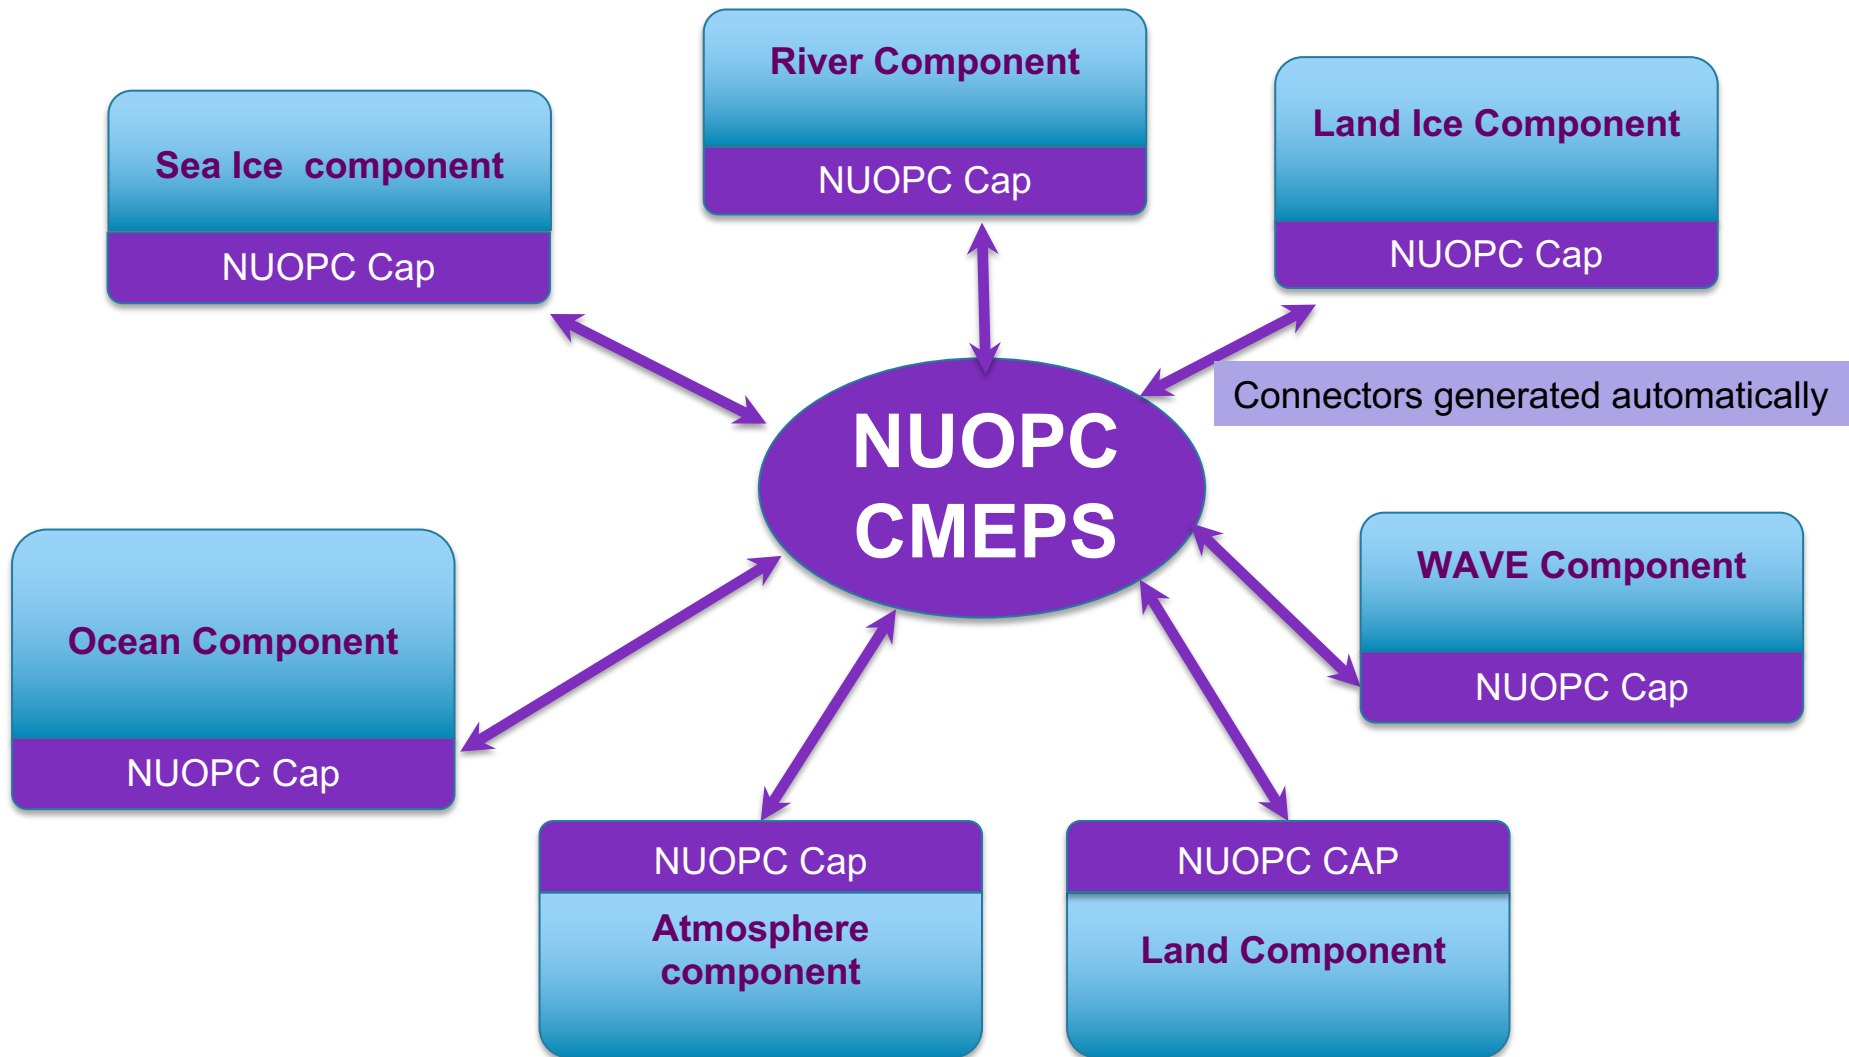 River Component
NUOPC Cap
Sea Ice  component
NUOPC Cap
Land Ice Component
NUOPC Cap
Connectors generated automatically
NUOPC
CMEPS
Ocean Component
NUOPC Cap
WAVE Component
NUOPC Cap
NUOPC Cap
Atmosphere
component
NUOPC CAP
Land Component